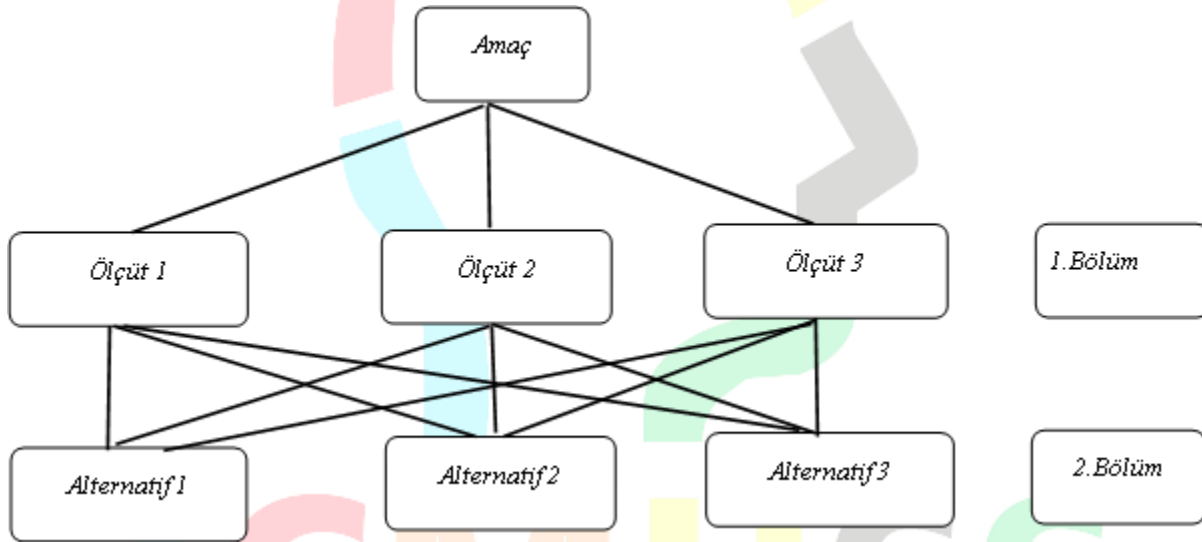 Amaç
Ölçüt 1
Ölçüt 2
Ölçüt 3
1.Bölüm
Alternatif 1
Alternatif 2
Alternatif 3
2.Bölüm